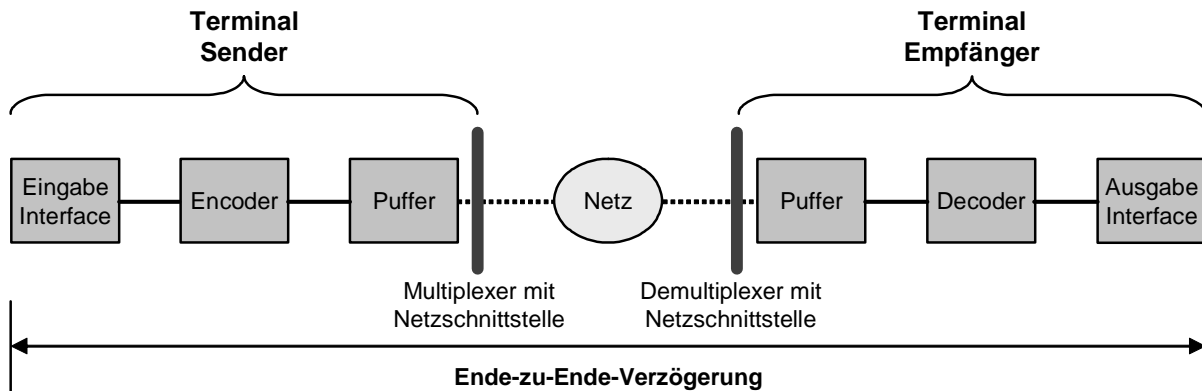 Terminal
Sender
Terminal
Empfänger
Eingabe
Interface
Encoder
Puffer
Netz
Puffer
Decoder
Ausgabe
Interface
Multiplexer mit
Netzschnittstelle
Demultiplexer mit
Netzschnittstelle
Ende-zu-Ende-Verzögerung